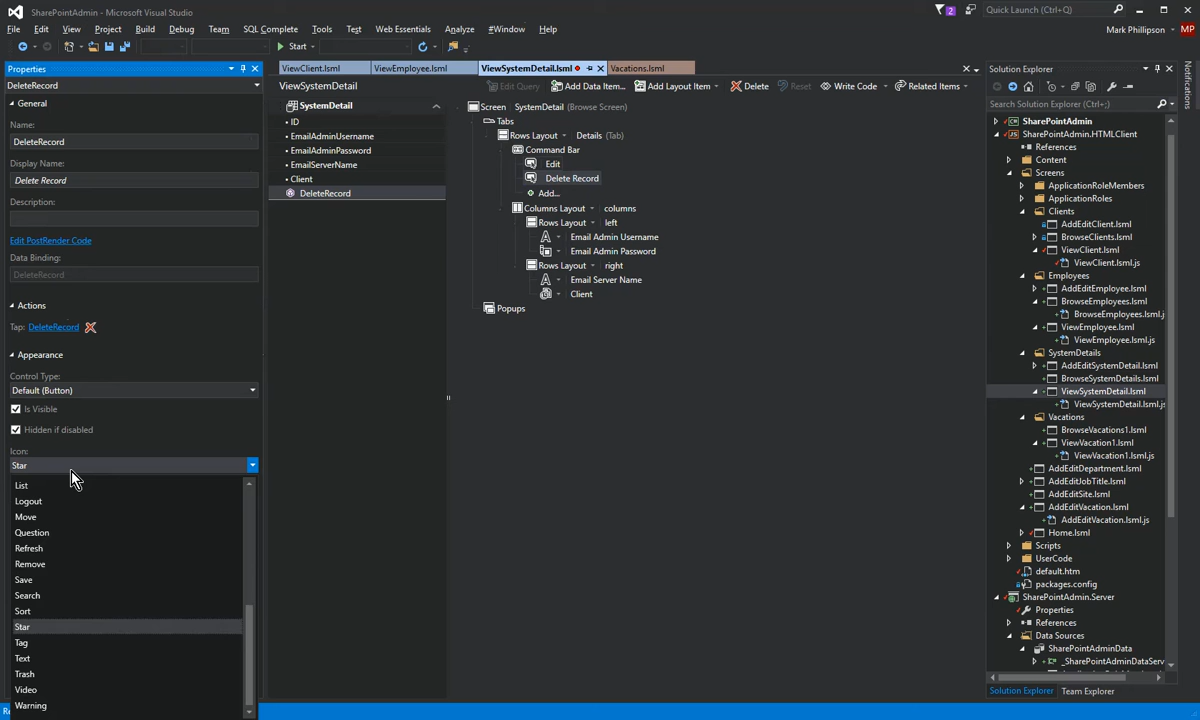 SharePointAdmin - Microsoft Visual Studio
2
Quick Launch (Ctrl+;)
File Edit View Project Build Debug Team SQL Complete Tools Test Web Essentials Analyze #Window Help
Mark Phillipson MP
Start
Properties
DeleteRecord
General
Name:
DeleteRecord
Display Name:
Delete Record
Description:
Edit PostRender Code
Data Binding:
DeleteRecord
Actions
Tap: DeleteRecord
Appearance
Control Type:
Default (Button)
Is Visible
Hidden if disabled
Icon:
Star
List
Logout
Move
Question
Refresh
Remove
Save
Search
Sort
Star
Tag
Text
Trash
Video
Warning
ViewClient.lsml ViewEmployee.lsml ViewSystemDetail.lsml Vacations.lsml
ViewSystemDetail
Edit Query Add Data Item... Add Layout Item Delete Reset Write Code Related Items
SystemDetail
ID
EmailAdminUsername
EmailAdminPassword
EmailServerName
Client
DeleteRecord
Screen SystemDetail (Browse Screen)
Tabs
Rows Layout Details (Tab)
Command Bar
Edit
Delete Record
Add...
Columns Layout columns
Rows Layout left
Email Admin Username
Email Admin Password
Rows Layout right
Email Server Name
Client
Popups
Solution Explorer
Search Solution Explorer (Ctrl+;)
SharePointAdmin
SharePointAdmin.HTMLClient
References
Content
Screens
ApplicationRoleMembers
ApplicationRoles
Clients
AddEditClient.lsml
BrowseClients.lsml
ViewClient.lsml
ViewClient.lsml.js
Employees
AddEditEmployee.lsml
BrowseEmployees.lsml
BrowseEmployees.lsml.j
ViewEmployee.lsml
ViewEmployee.lsml.js
SystemDetails
AddEditSystemDetail.lsml
BrowseSystemDetails.lsml
ViewSystemDetail.lsml
ViewSystemDetail.lsml.js
Vacations
BrowseVacations1.lsml
ViewVacation1.lsml
ViewVacation1.lsml.js
AddEditDepartment.lsml
AddEditJobTitle.lsml
AddEditSite.lsml
AddEditVacation.lsml
AddEditVacation.lsml.js
Home.lsml
Scripts
UserCode
default.htm
packages.config
SharePointAdmin.Server
Properties
References
Data Sources
SharePointAdminData
_SharePointAdminDataServ
Solution Explorer Team Explorer
Notifications
Re